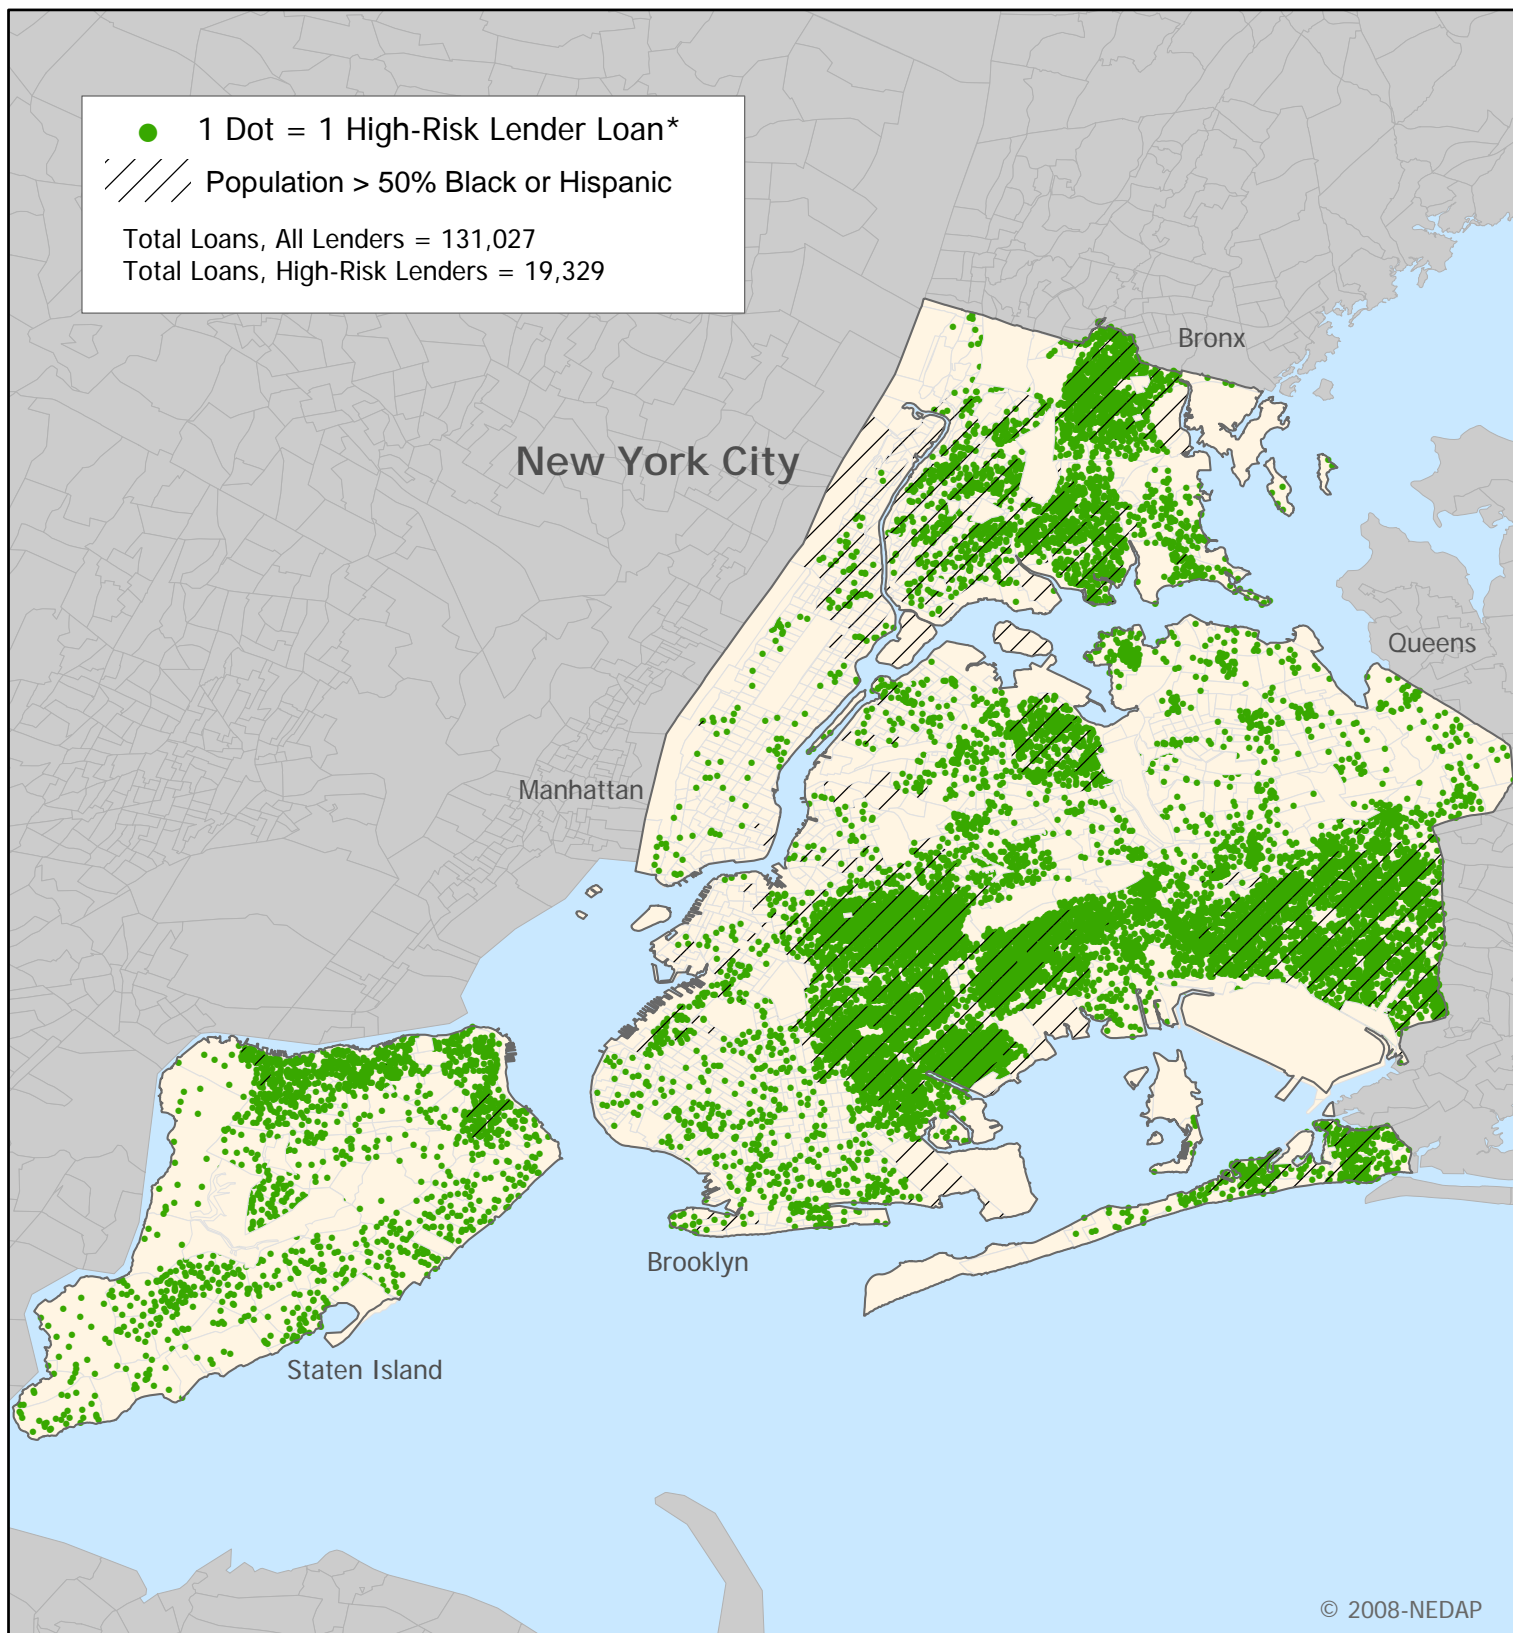 1 Dot = 1 High-Risk Lender Loan*
Population > 50% Black or Hispanic
Total Loans, All Lenders = 131,027
Total Loans, High-Risk Lenders = 19,329
Bronx
New York City
Queens
Manhattan
Brooklyn
Staten Island
© 2008-NEDAP